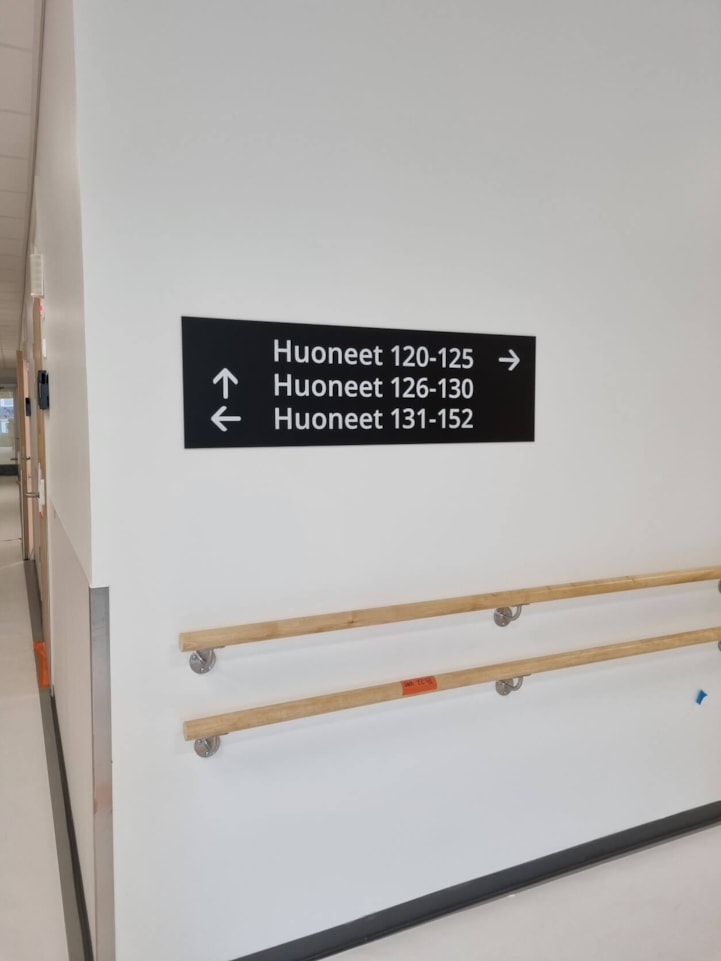 Huoneet 120-125 →
↑ Huoneet 126-130
← Huoneet 131-152